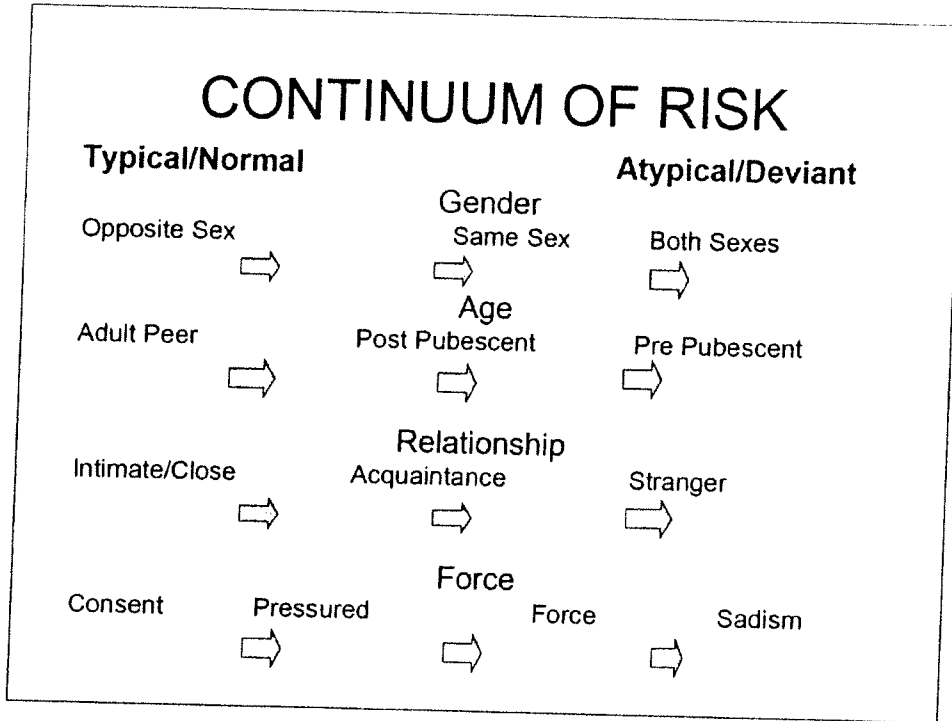 CONTINUUM OF RISK
Typical/Normal Atypical/Deviant
Gender
Opposite Sex Same Sex Both Sexes
Age
Adult Peer Post Pubescent Pre Pubescent
Relationship
Intimate/Close Acquaintance Stranger
Force
Consent Pressured Force Sadism